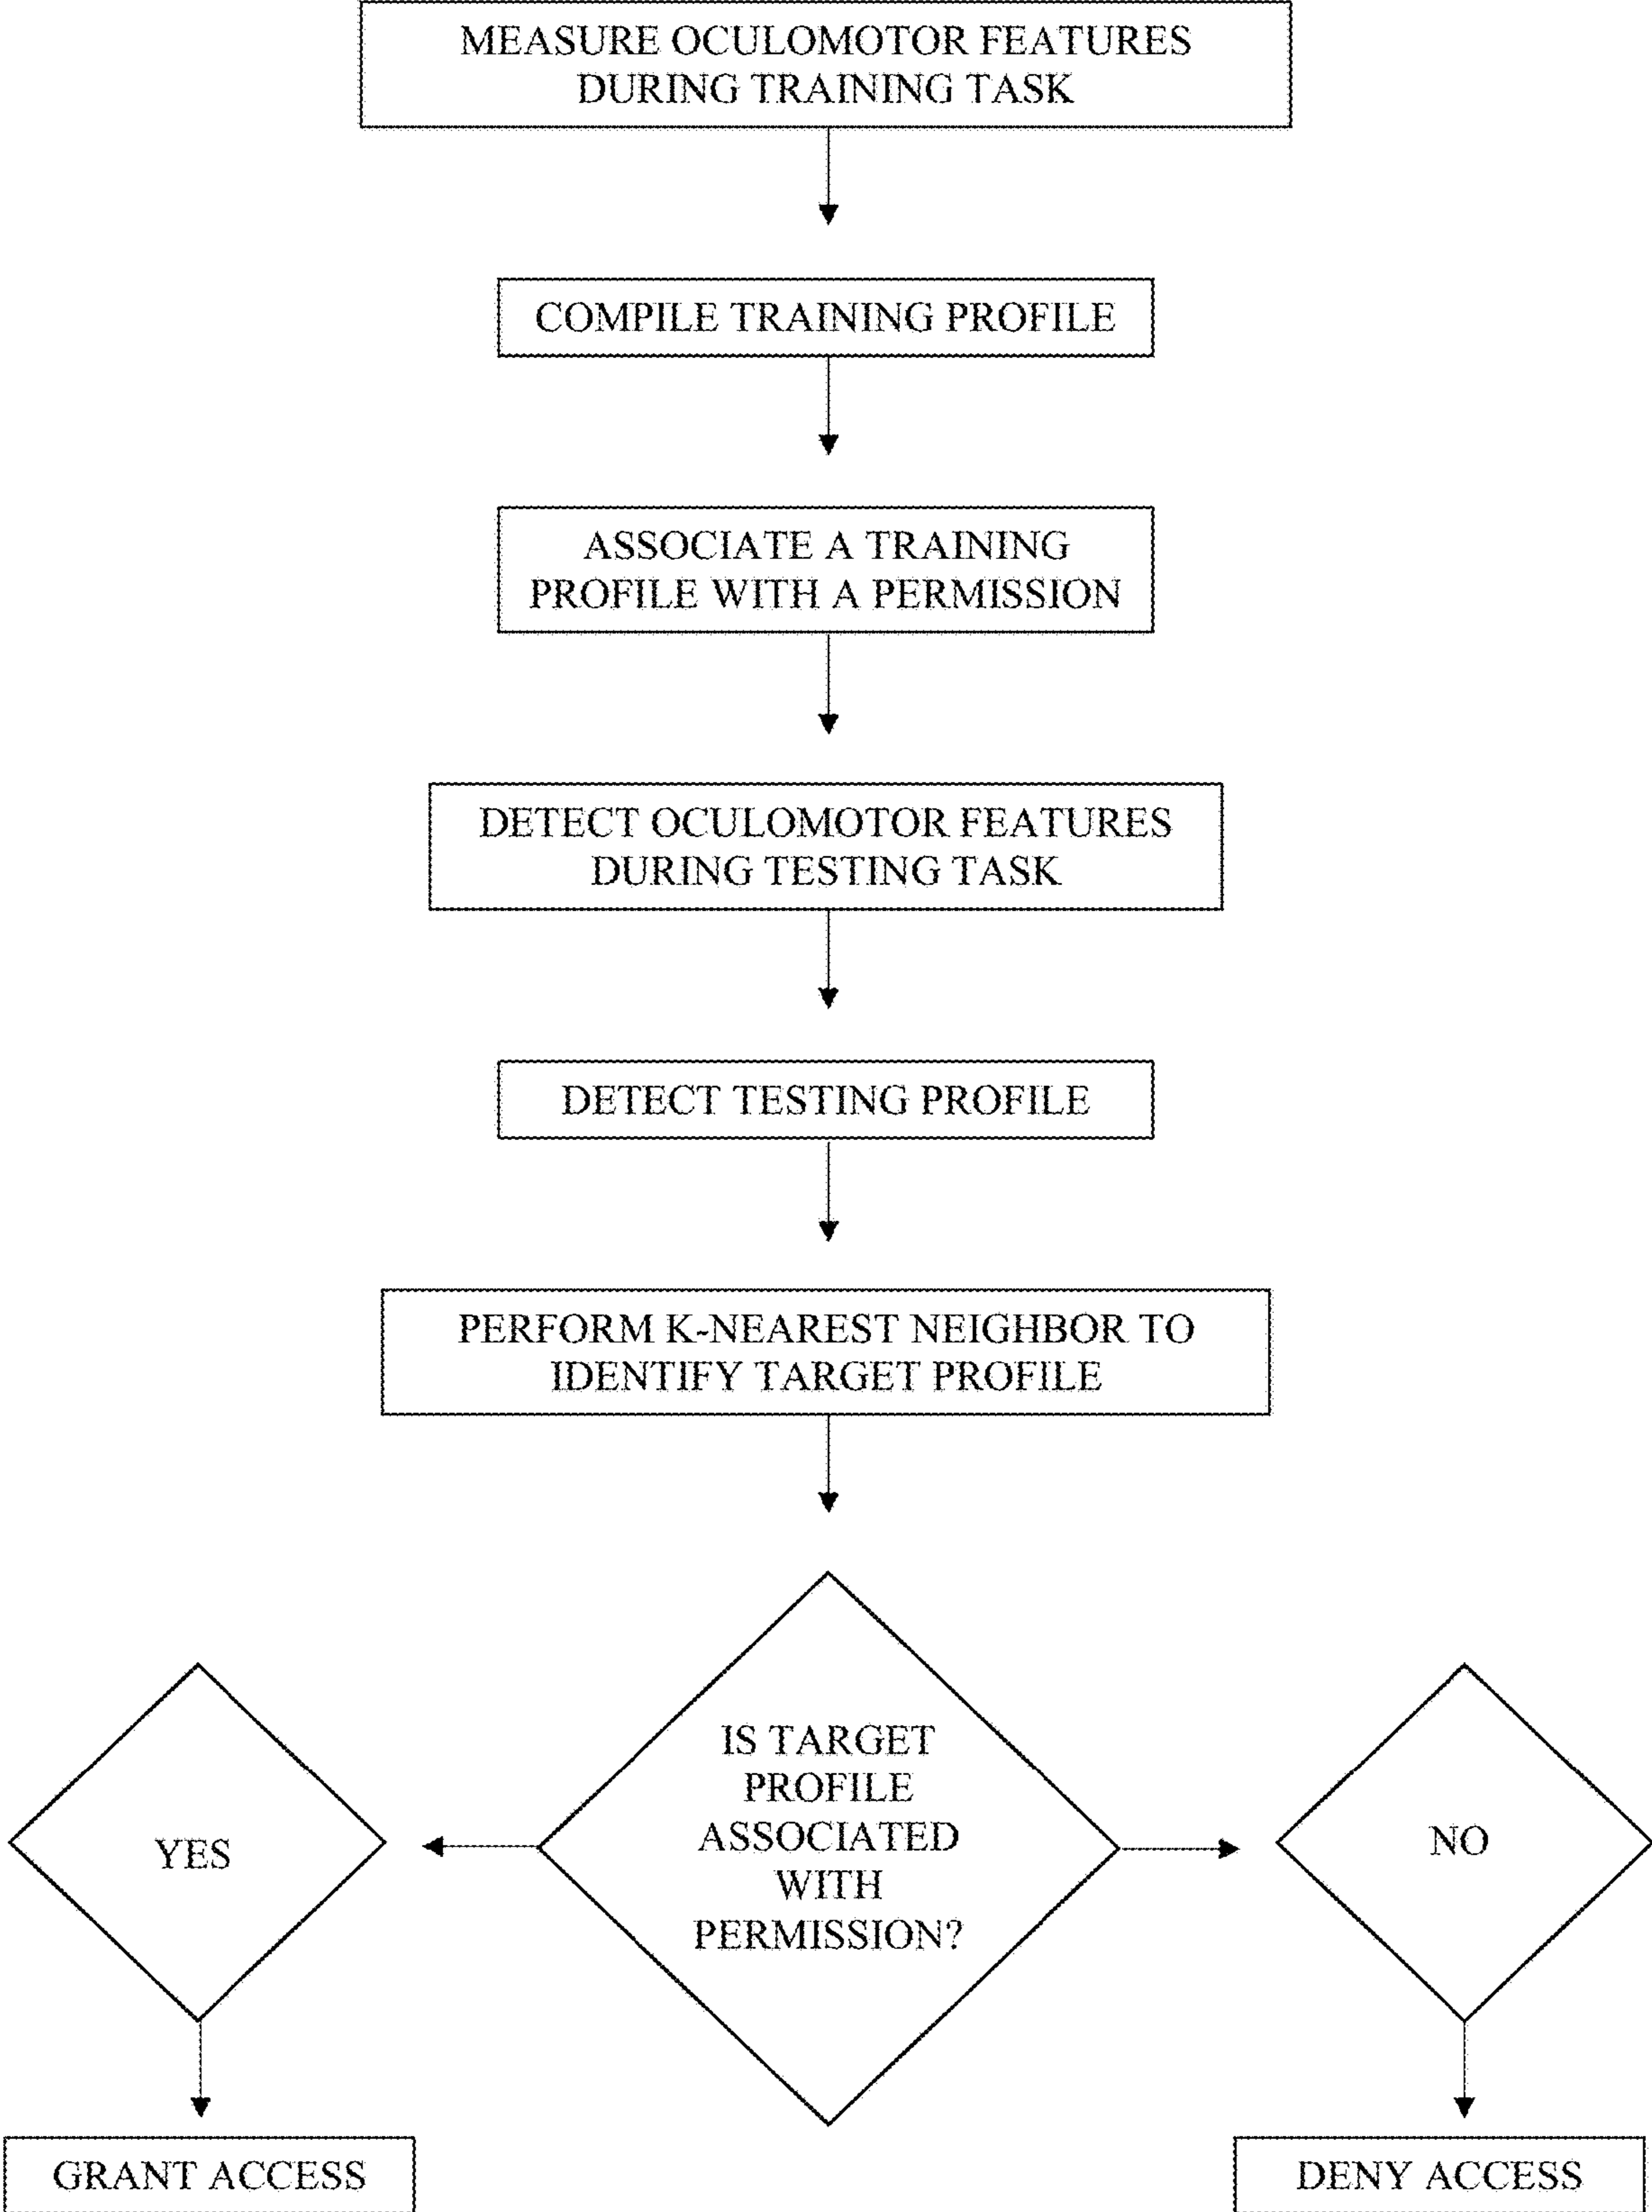 MEASURE OCULOMOTOR FEATURES
DURING TRAINING TASK
COMPILE TRAINING PROFILE
ASSOCIATE A TRAINING
PROFILE WITH A PERMISSION
DETECT OCULOMOTOR FEATURES
DURING TESTING TASK
DETECT TESTING PROFILE
PERFORM K-NEAREST NEIGHBOR TO
IDENTIFY TARGET PROFILE
IS TARGET
PROFILE
ASSOCIATED
WITH
PERMISSION?
YES
NO
GRANT ACCESS
DENY ACCESS